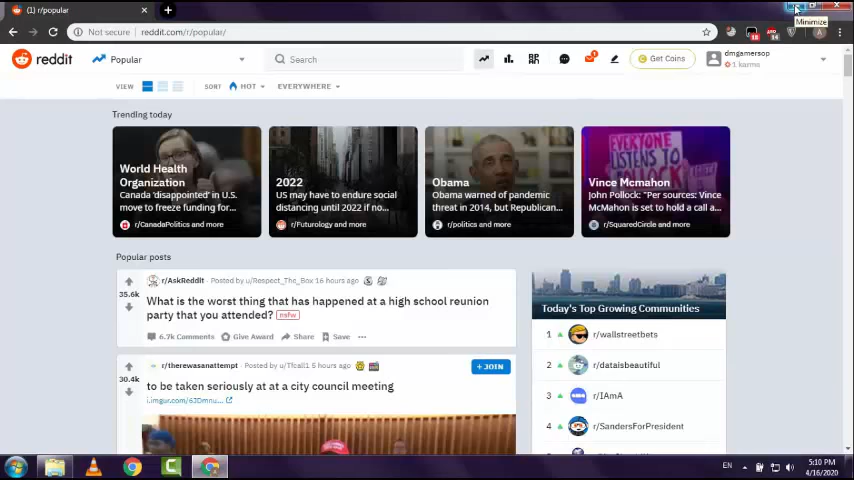 (1) r/popular
Minimize
Not secure | reddit.com/r/popular/
18
14
A
reddit
Popular
Search
Get Coins
dmgamersop
1 karma
VIEW
SORT
HOT
EVERYWHERE
Trending today
World Health
Organization
Canada 'disappointed' in U.S.
move to freeze funding for...
r/CanadaPolitics and more
2022
US may have to endure social
distancing until 2022 if no...
r/Futurology and more
Obama
Obama warned of pandemic
threat in 2014, but Republican...
r/politics and more
EVERYONE
LISTENS TO
Vince Mcmahon
John Pollock: "Per sources: Vince
McMahon is set to hold a call a...
r/SquaredCircle and more
Popular posts
35.6k
r/AskReddit · Posted by u/Respect_The_Box 16 hours ago
What is the worst thing that has happened at a high school reunion
party that you attended? nsfw
6.7k Comments
Give Award
Share
Save
30.4k
r/therewasanattempt · Posted by u/Tfcall1 5 hours ago
+ JOIN
to be taken seriously at at a city council meeting
i.imgur.com/6JDmnu...
Today's Top Growing Communities
1 r/wallstreetbets
2 r/dataisbeautiful
3 r/IAmA
4 r/SandersForPresident
EN
5:10 PM
4/16/2020